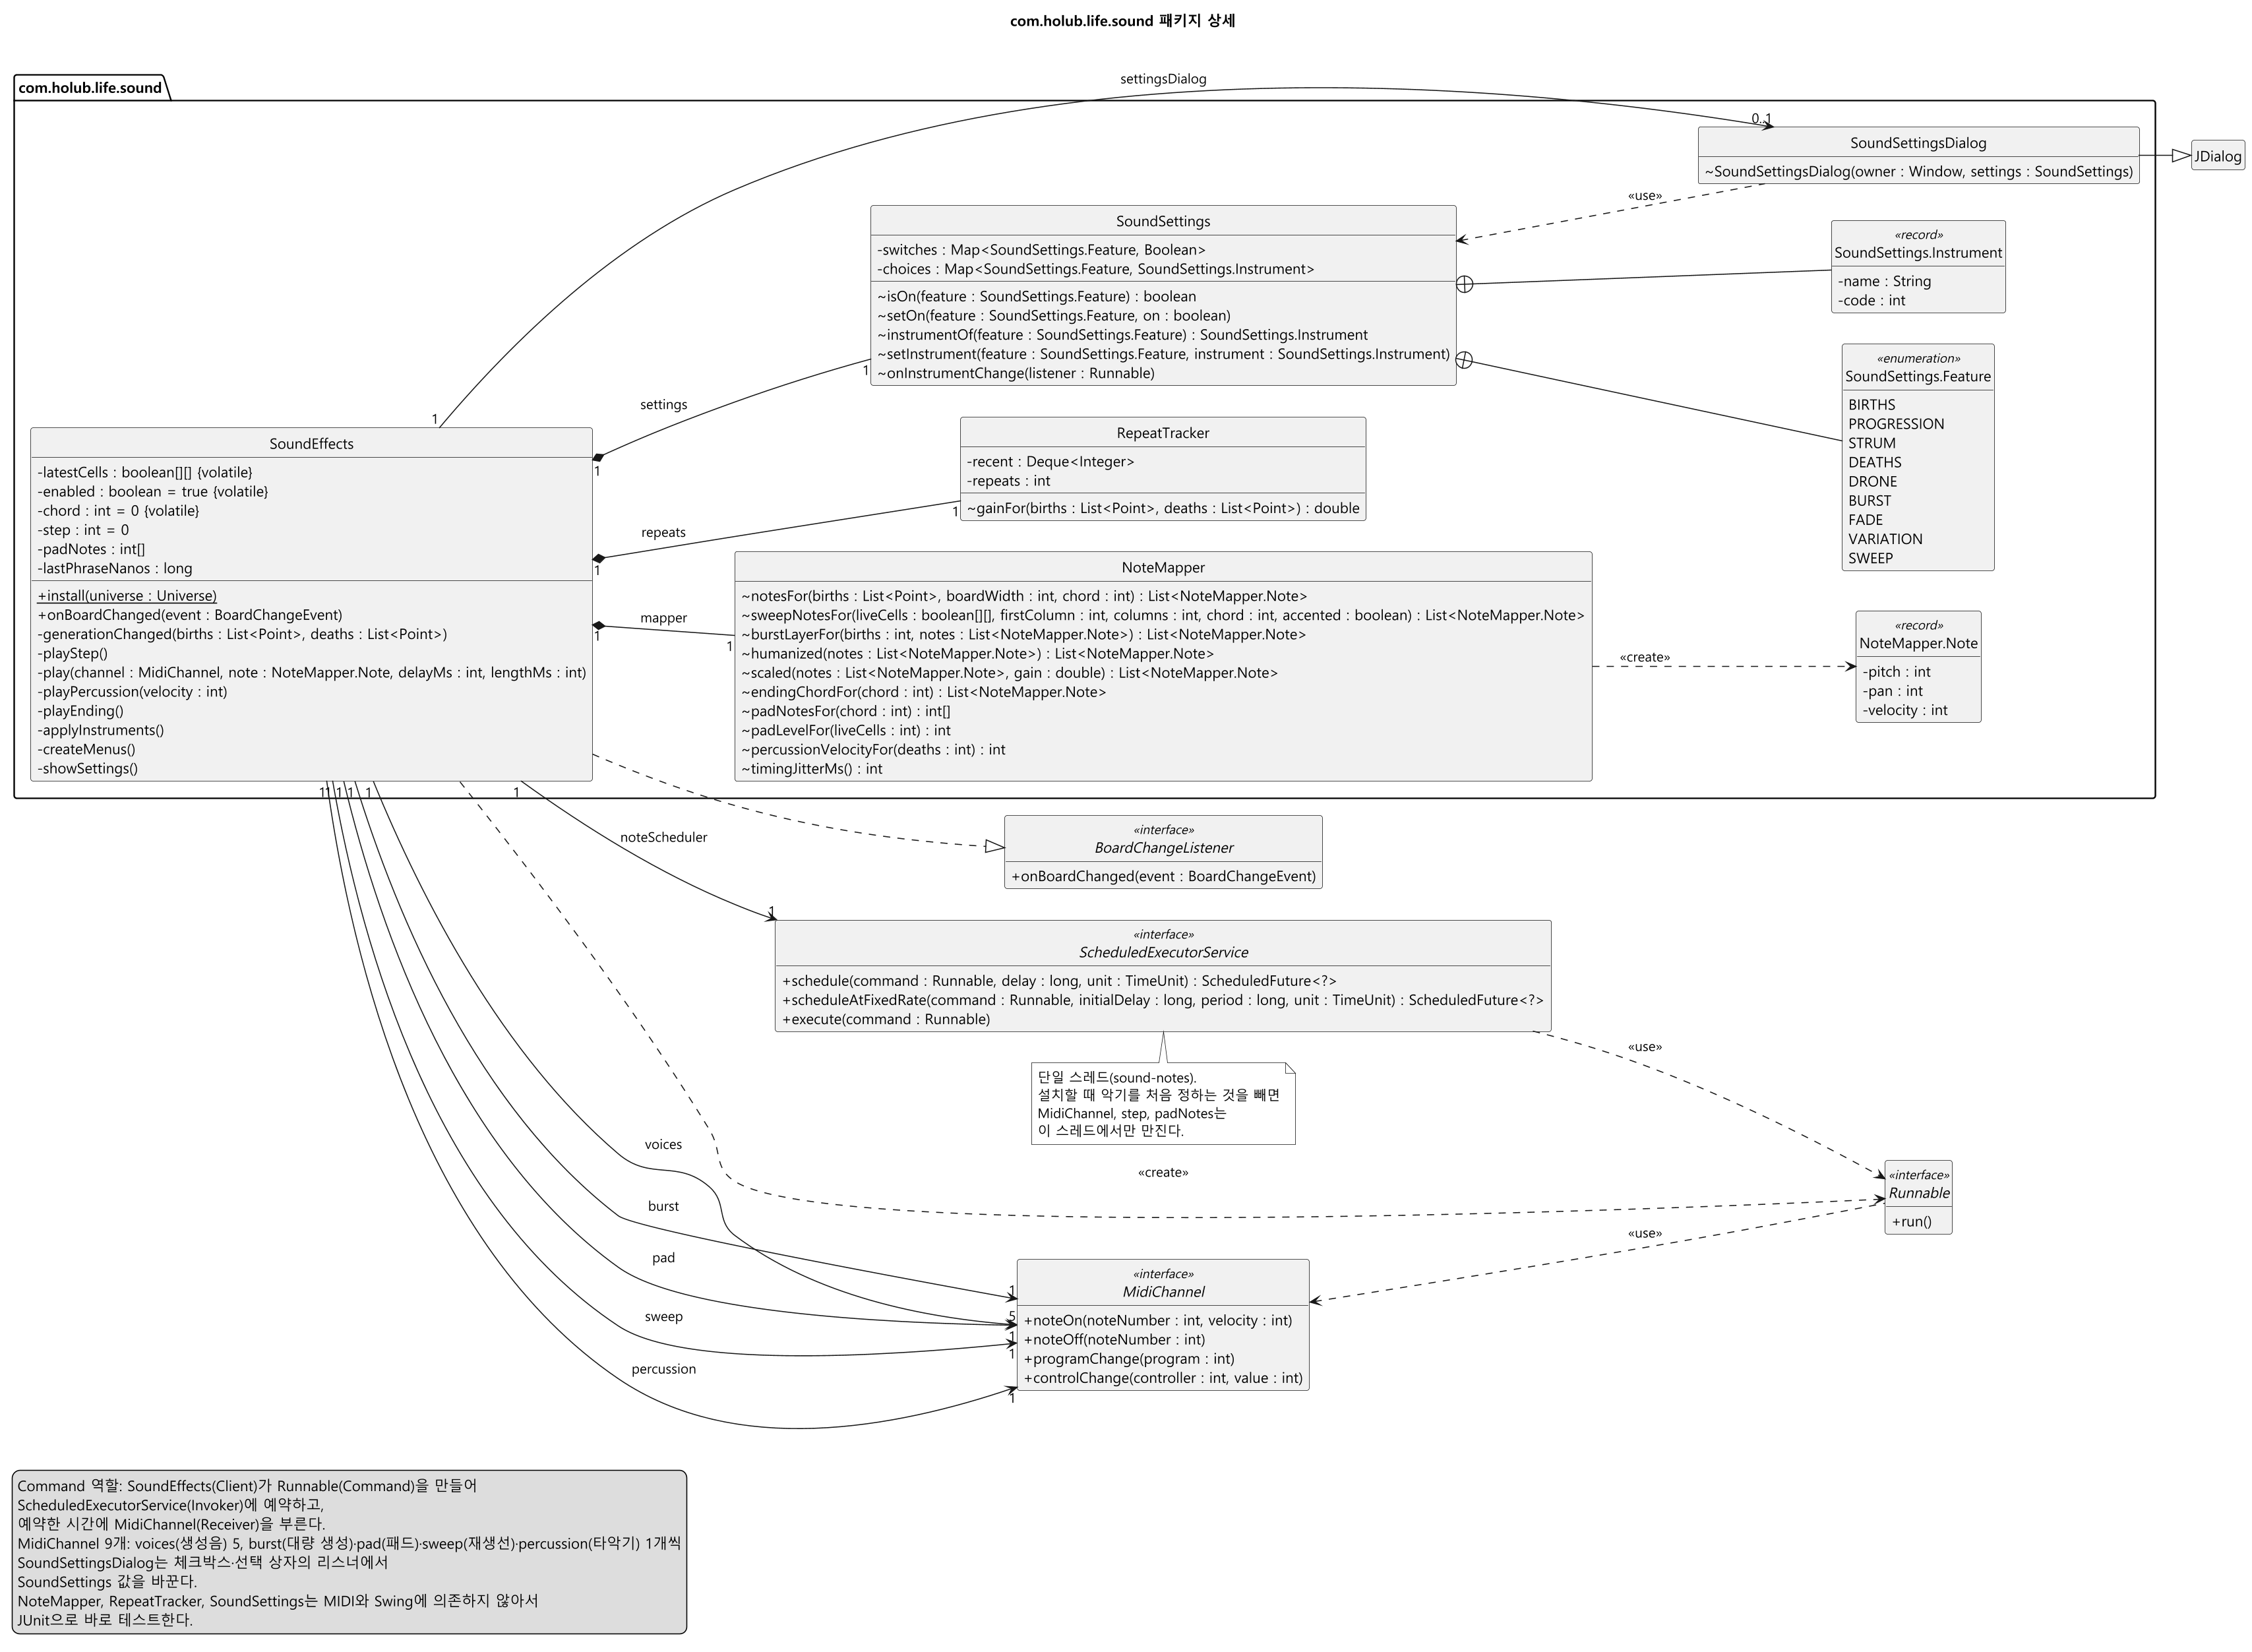 com.holub.life.sound 패키지 상세
com.holub.life.sound
settingsDialog
0..1
SoundSettingsDialog
~SoundSettingsDialog(owner : Window, settings : SoundSettings)
JDialog
«use»
SoundSettings
-switches : Map<SoundSettings.Feature, Boolean>
-choices : Map<SoundSettings.Feature, SoundSettings.Instrument>
~isOn(feature : SoundSettings.Feature) : boolean
~setOn(feature : SoundSettings.Feature, on : boolean)
~instrumentOf(feature : SoundSettings.Feature) : SoundSettings.Instrument
~setInstrument(feature : SoundSettings.Feature, instrument : SoundSettings.Instrument)
~onInstrumentChange(listener : Runnable)
«record»
SoundSettings.Instrument
-name : String
-code : int
«enumeration»
SoundSettings.Feature
BIRTHS
PROGRESSION
STRUM
DEATHS
DRONE
BURST
FADE
VARIATION
SWEEP
1
settings
1
1
SoundEffects
-latestCells : boolean[][] {volatile}
-enabled : boolean = true {volatile}
-chord : int = 0 {volatile}
-step : int = 0
-padNotes : int[]
-lastPhraseNanos : long
+install(universe : Universe)
+onBoardChanged(event : BoardChangeEvent)
-generationChanged(births : List<Point>, deaths : List<Point>)
-playStep()
-play(channel : MidiChannel, note : NoteMapper.Note, delayMs : int, lengthMs : int)
-playPercussion(velocity : int)
-playEnding()
-applyInstruments()
-createMenus()
-showSettings()
RepeatTracker
-recent : Deque<Integer>
-repeats : int
~gainFor(births : List<Point>, deaths : List<Point>) : double
repeats
1
1
mapper
1
1
NoteMapper
~notesFor(births : List<Point>, boardWidth : int, chord : int) : List<NoteMapper.Note>
~sweepNotesFor(liveCells : boolean[][], firstColumn : int, columns : int, chord : int, accented : boolean) : List<NoteMapper.Note>
~burstLayerFor(births : int, notes : List<NoteMapper.Note>) : List<NoteMapper.Note>
~humanized(notes : List<NoteMapper.Note>) : List<NoteMapper.Note>
~scaled(notes : List<NoteMapper.Note>, gain : double) : List<NoteMapper.Note>
~endingChordFor(chord : int) : List<NoteMapper.Note>
~padNotesFor(chord : int) : int[]
~padLevelFor(liveCells : int) : int
~percussionVelocityFor(deaths : int) : int
~timingJitterMs() : int
«create»
«record»
NoteMapper.Note
-pitch : int
-pan : int
-velocity : int
1
1
1
1
1
1
noteScheduler
«interface»
BoardChangeListener
+onBoardChanged(event : BoardChangeEvent)
1
«interface»
ScheduledExecutorService
+schedule(command : Runnable, delay : long, unit : TimeUnit) : ScheduledFuture<?>
+scheduleAtFixedRate(command : Runnable, initialDelay : long, period : long, unit : TimeUnit) : ScheduledFuture<?>
+execute(command : Runnable)
«use»
단일 스레드(sound-notes).
설치할 때 악기를 처음 정하는 것을 빼면
MidiChannel, step, padNotes는
이 스레드에서만 만진다.
voices
«create»
«interface»
Runnable
+run()
burst
«use»
pad
sweep
percussion
1
5
1
1
1
«interface»
MidiChannel
+noteOn(noteNumber : int, velocity : int)
+noteOff(noteNumber : int)
+programChange(program : int)
+controlChange(controller : int, value : int)
Command 역할: SoundEffects(Client)가 Runnable(Command)을 만들어
ScheduledExecutorService(Invoker)에 예약하고,
예약한 시간에 MidiChannel(Receiver)을 부른다.
MidiChannel 9개: voices(생성음) 5, burst(대량 생성)·pad(패드)·sweep(재생선)·percussion(타악기) 1개씩
SoundSettingsDialog는 체크박스·선택 상자의 리스너에서
SoundSettings 값을 바꾼다.
NoteMapper, RepeatTracker, SoundSettings는 MIDI와 Swing에 의존하지 않아서
JUnit으로 바로 테스트한다.